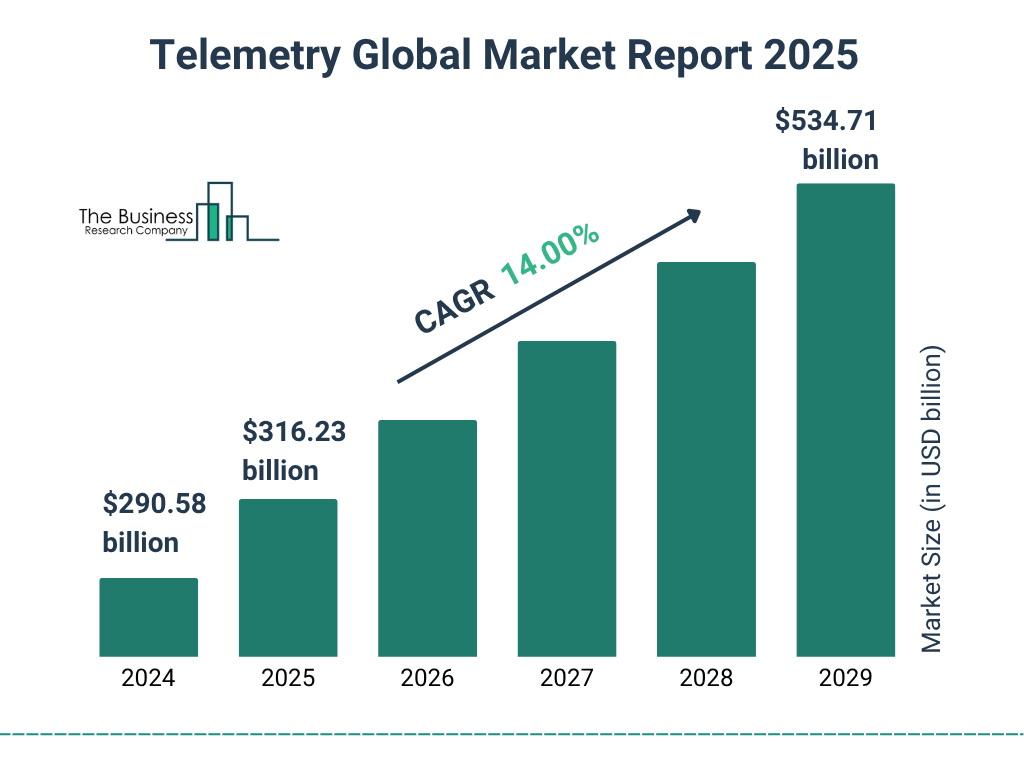 Telemetry Global Market Report 2025
$534.71
billion
The Business
Research Company
CAGR 14.00%
$316.23
billion
$290.58
billion
Market Size (in USD billion)
2024 2025 2026 2027 2028 2029